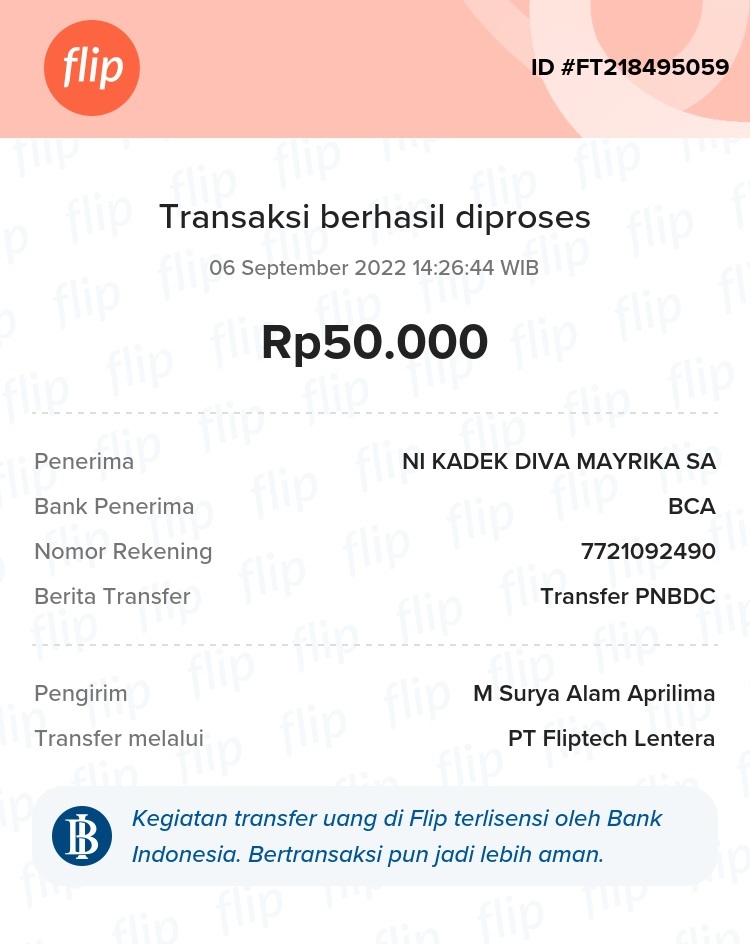 flip
ID #FT218495059
Transaksi berhasil diproses
06 September 2022 14:26:44 WIB
Rp50.000
Penerima NI KADEK DIVA MAYRIKA SA
Bank Penerima BCA
Nomor Rekening 7721092490
Berita Transfer Transfer PNBDC
Pengirim M Surya Alam Aprilima
Transfer melalui PT Fliptech Lentera
Kegiatan transfer uang di Flip terlisensi oleh Bank
Indonesia. Bertransaksi pun jadi lebih aman.